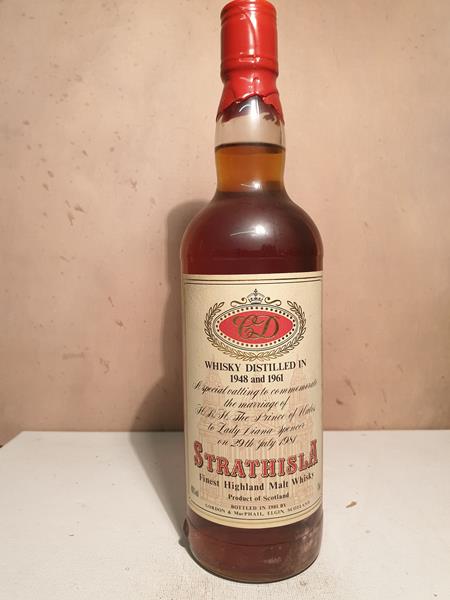 CD
WHISKY DISTILLED IN
1948 and 1961
A special vatting to commemorate
the marriage of
H.R.H. The Prince of Wales
to Lady Diana Spencer
on 29th July 1981
STRATHISLA
Finest Highland Malt Whisky
Product of Scotland
BOTTLED IN 1981 BY
GORDON & MACPHAIL, ELGIN, SCOTLAND